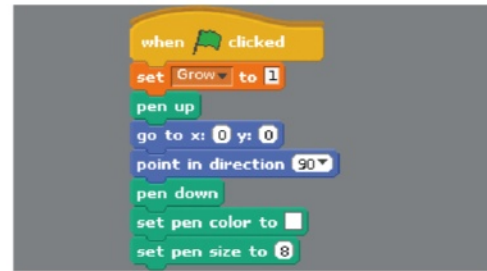 when clicked
set Grow to 1
pen up
go to x: 0 y: 0
point in direction 90
pen down
set pen color to
set pen size to 8